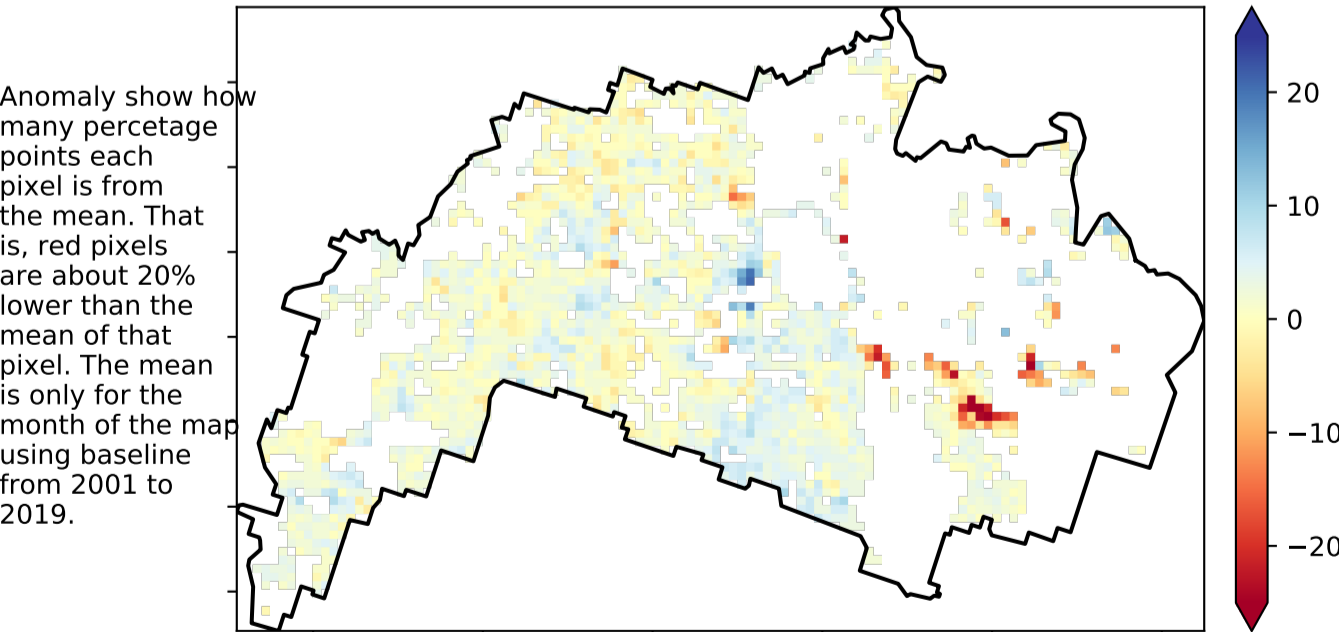 Anomaly show how
many percetage
points each
pixel is from
the mean. That
is, red pixels
are about 20%
lower than the
mean of that
pixel. The mean
is only for the
month of the map
using baseline
from 2001 to
2019.
20
10
0
−10
−20